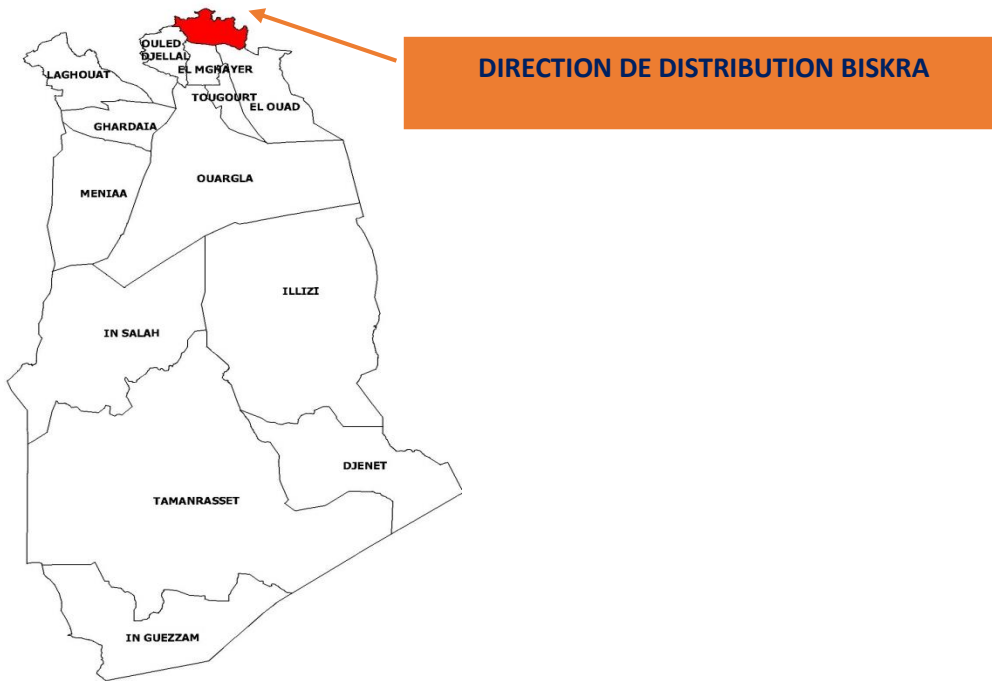 DIRECTION DE DISTRIBUTION BISKRA
OULED
DJELLAL
LAGHOUAT
EL MGHAYER
TOUGOURT
EL OUAD
GHARDAIA
OUARGLA
MENIAA
ILLIZI
IN SALAH
DJENET
TAMANRASSET
IN GUEZZAM